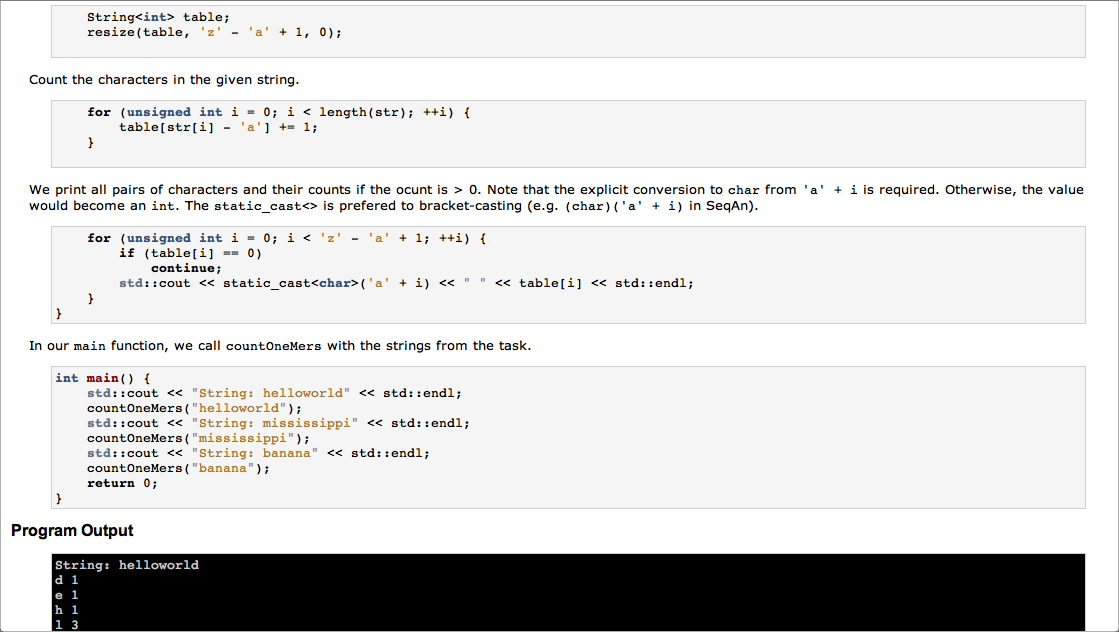 String<int> table;
resize(table, 'z' - 'a' + 1, 0);
Count the characters in the given string.
for (unsigned int i = 0; i < length(str); ++i) {
table[str[i] - 'a'] += 1;
}
We print all pairs of characters and their counts if the ocunt is > 0. Note that the explicit conversion to char from 'a' + i is required. Otherwise, the value
would become an int. The static_cast<> is prefered to bracket-casting (e.g. (char)('a' + i) in SeqAn).
for (unsigned int i = 0; i < 'z' - 'a' + 1; ++i) {
if (table[i] == 0)
continue;
std::cout << static_cast<char>('a' + i) << " " << table[i] << std::endl;
}
}
In our main function, we call countOneMers with the strings from the task.
int main() {
std::cout << "String: helloworld" << std::endl;
countOneMers("helloworld");
std::cout << "String: mississippi" << std::endl;
countOneMers("mississippi");
std::cout << "String: banana" << std::endl;
countOneMers("banana");
return 0;
}
Program Output
String: helloworld
d 1
e 1
h 1
l 3